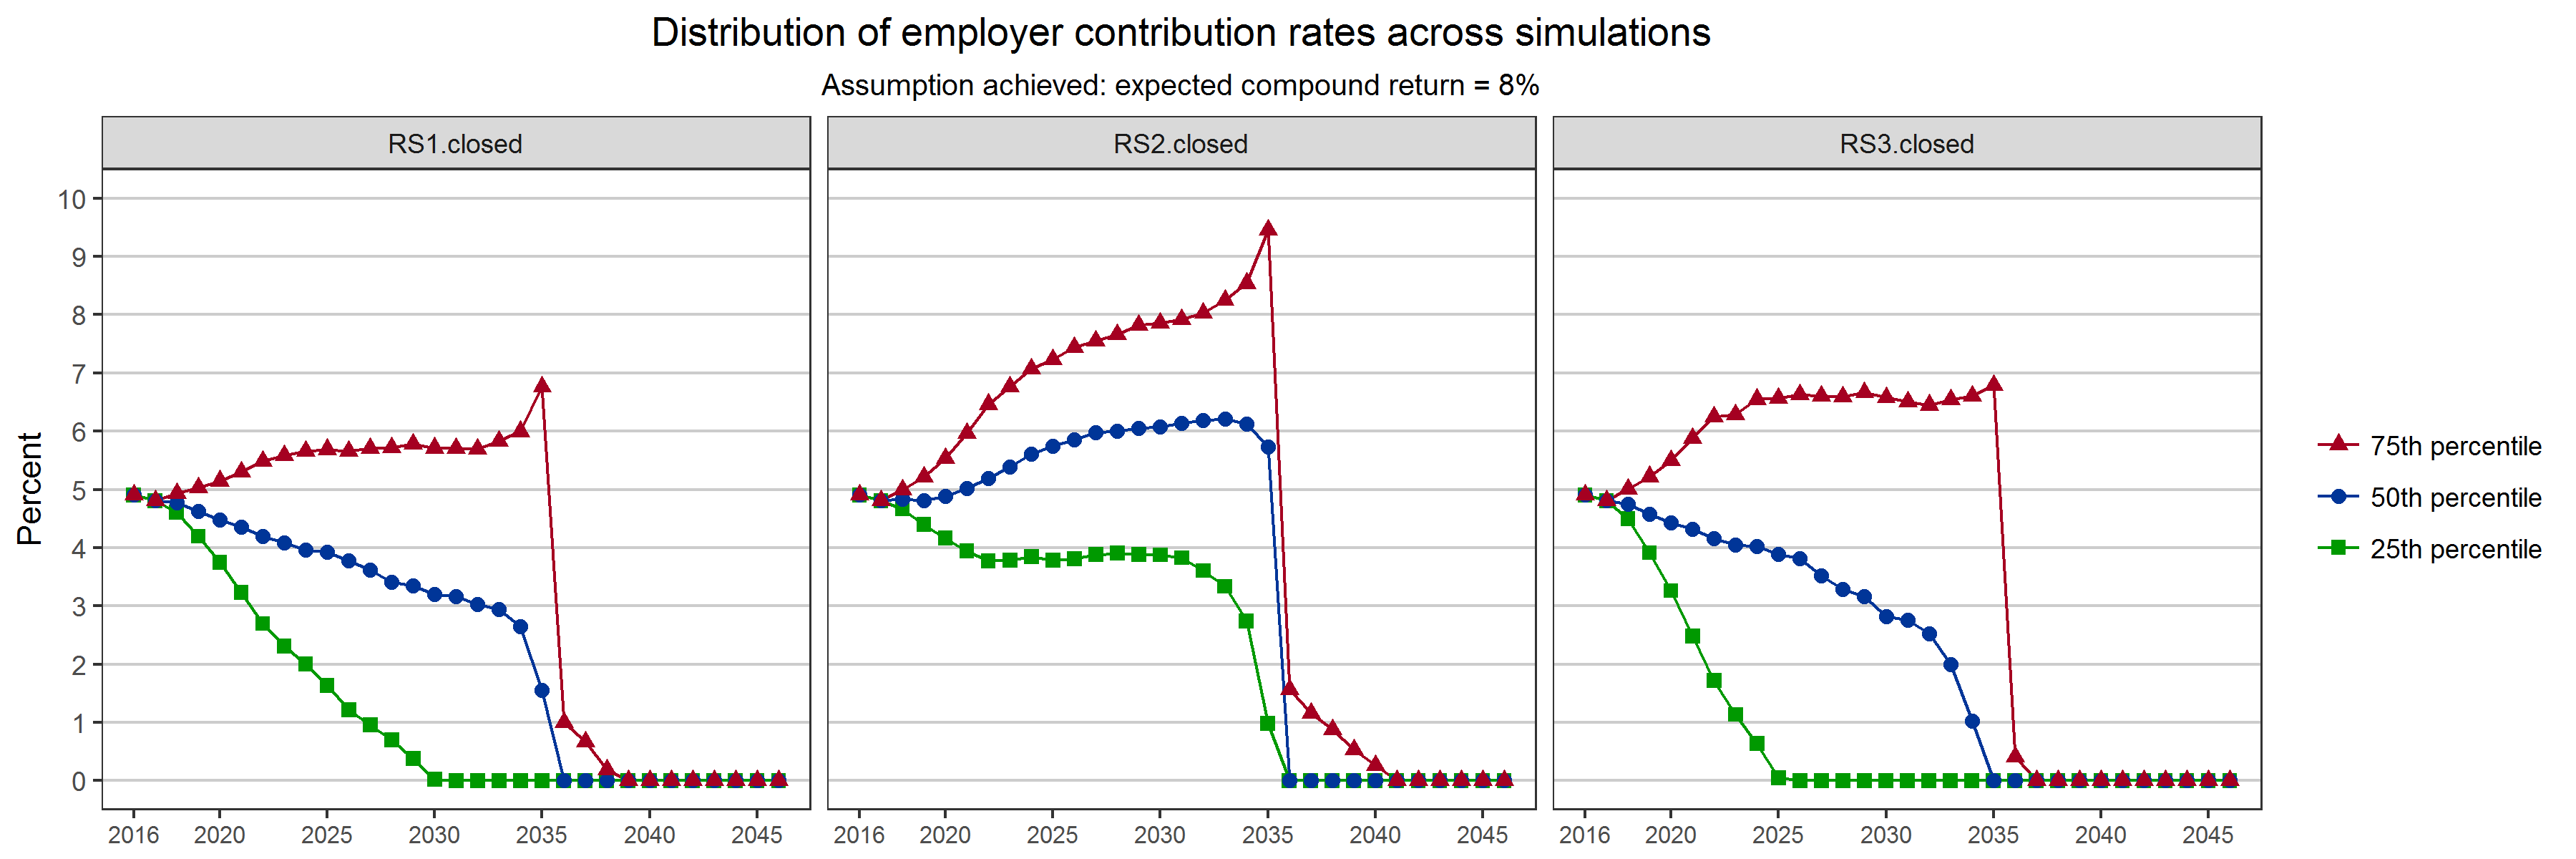 Distribution of employer contribution rates across simulations
Assumption achieved: expected compound return = 8%
RS1.closed RS2.closed RS3.closed
10
9
8
7
6
5
4
3
2
1
0
Percent
2016 2020 2025 2030 2035 2040 2045 2016 2020 2025 2030 2035 2040 2045 2016 2020 2025 2030 2035 2040 2045
75th percentile
50th percentile
25th percentile